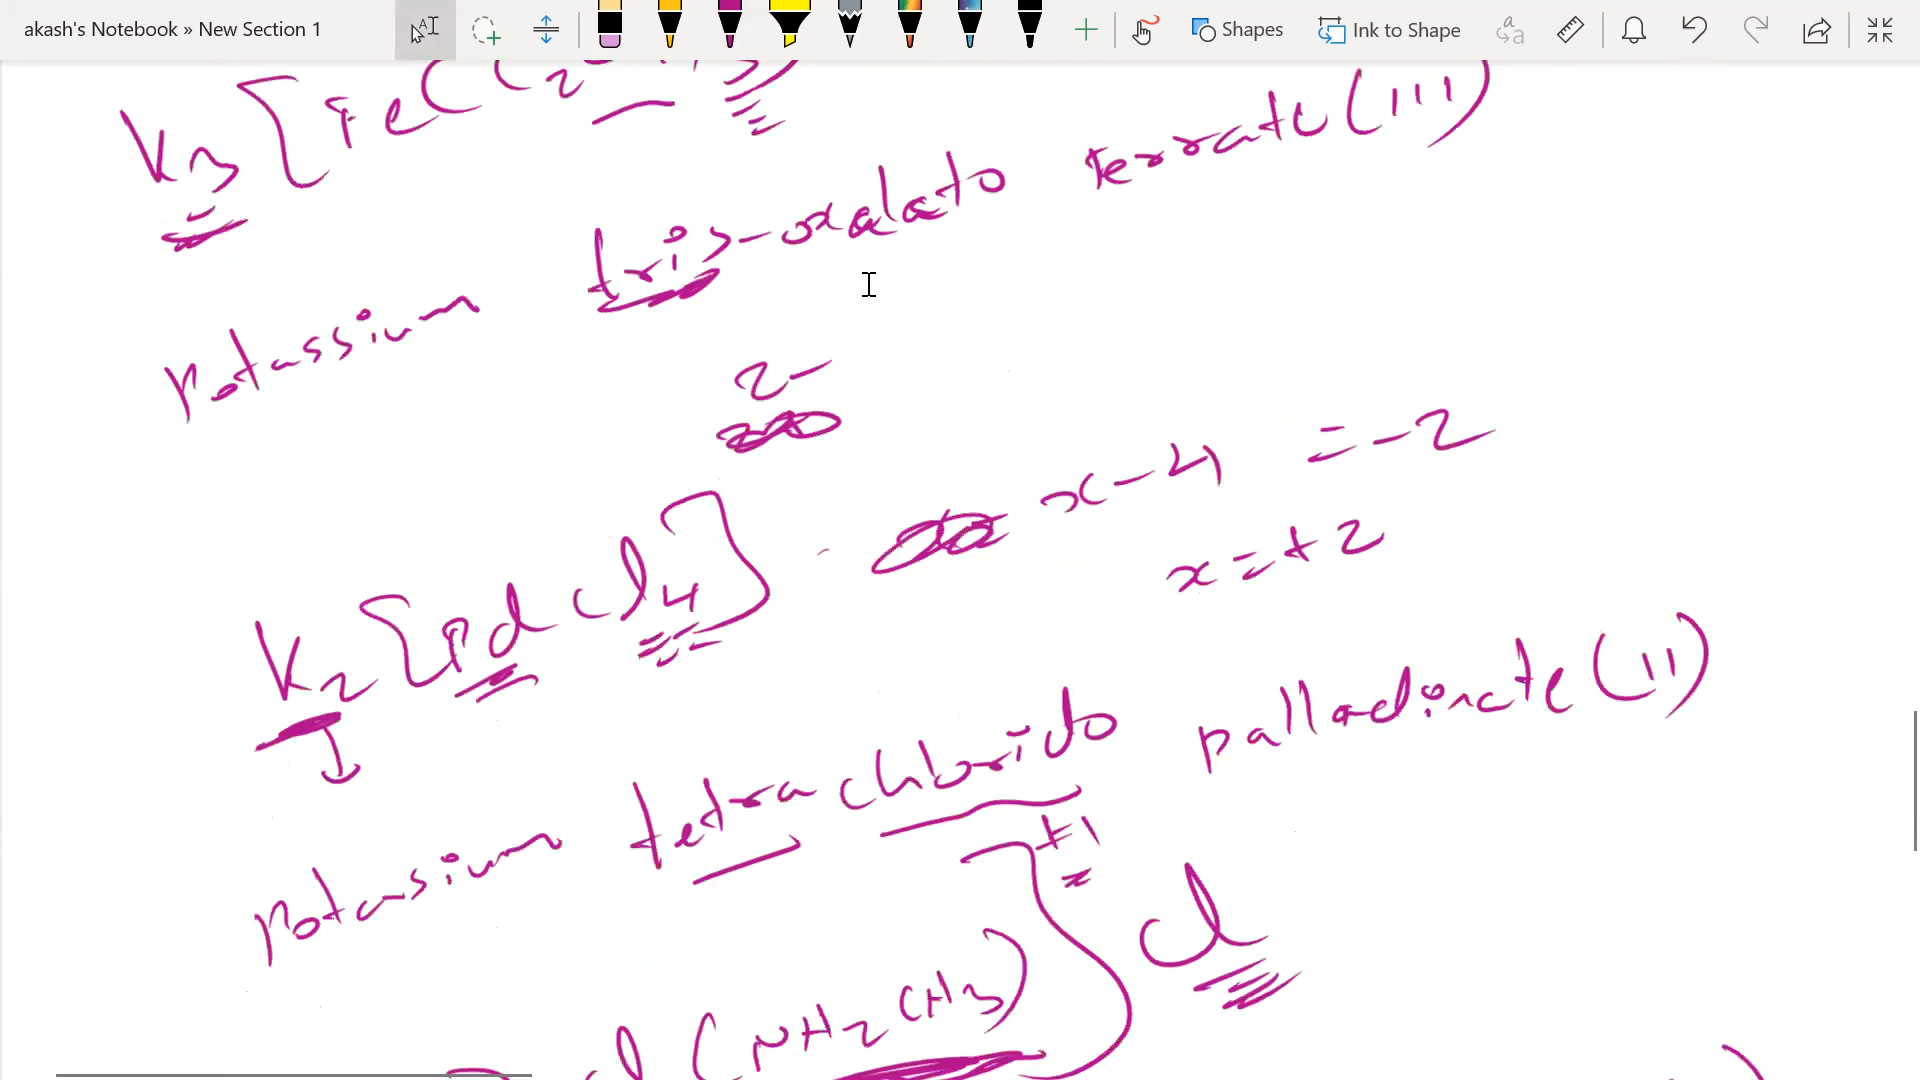 akash's Notebook » New Section 1
Shapes
Ink to Shape
K3[Fe(C2
Potassium tris-oxalato ferrate(III)
2-
K2[PdCl4]
x-4 = -2
x = +2
Potassium tetrachlorido palladinate(II)
+1
(NH2CH3)] Cl